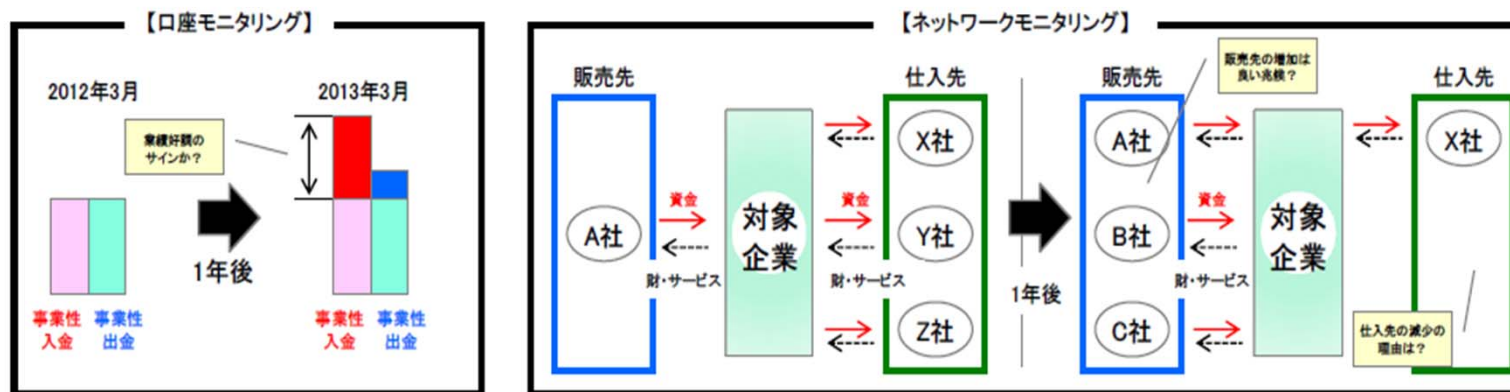 【口座モニタリング】
2012年3月
2013年3月
業績好調の
サインか?
1年後
事業性
入金
事業性
出金
事業性
入金
事業性
出金
【ネットワークモニタリング】
販売先
A社
資金
財・サービス
対象
企業
資金
財・サービス
仕入先
X社
Y社
Z社
1年後
販売先
販売先の増加は
良い兆候?
A社
B社
C社
資金
財・サービス
対象
企業
仕入先
X社
仕入先の減少の
理由は?